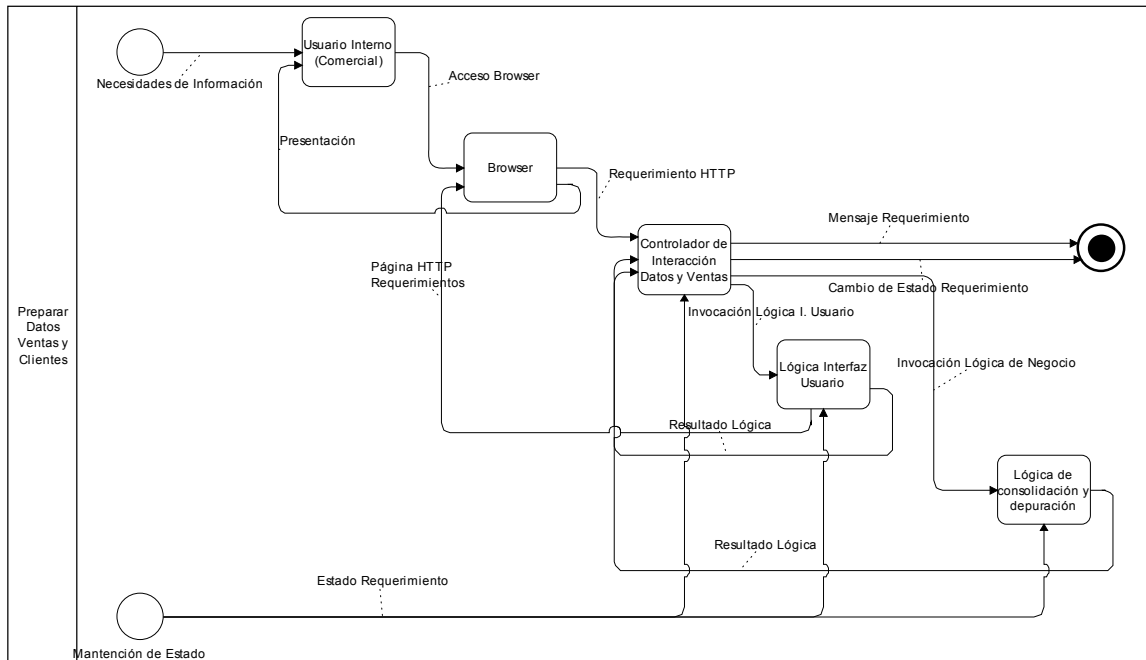 Usuario Interno
(Comercial)
Necesidades de Información
Acceso Browser
Presentación
Browser
Requerimiento HTTP
Mensaje Requerimiento
Controlador de
Interacción
Datos y Ventas
Página HTTP
Requerimientos
Cambio de Estado Requerimiento
Invocación Lógica I. Usuario
Preparar
Datos
Ventas y
Clientes
Lógica Interfaz
Usuario
Invocación Lógica de Negocio
Resultado Lógica
Lógica de
consolidación y
depuración
Resultado Lógica
Estado Requerimiento
Mantención de Estado